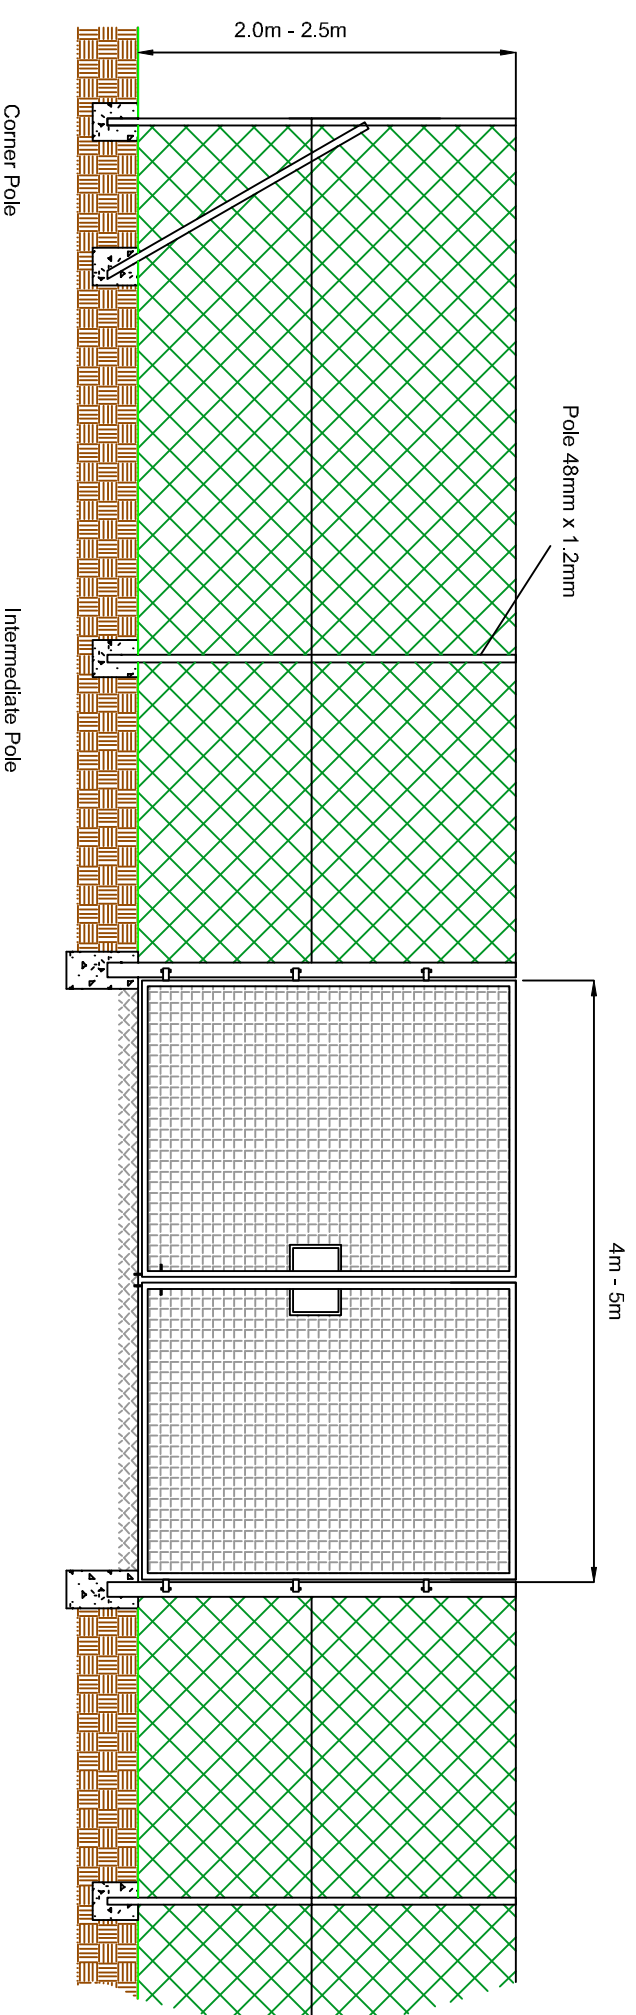 2.0m - 2.5m
Pole 48mm x 1.2mm
4m - 5m
Corner Pole
Intermediate Pole